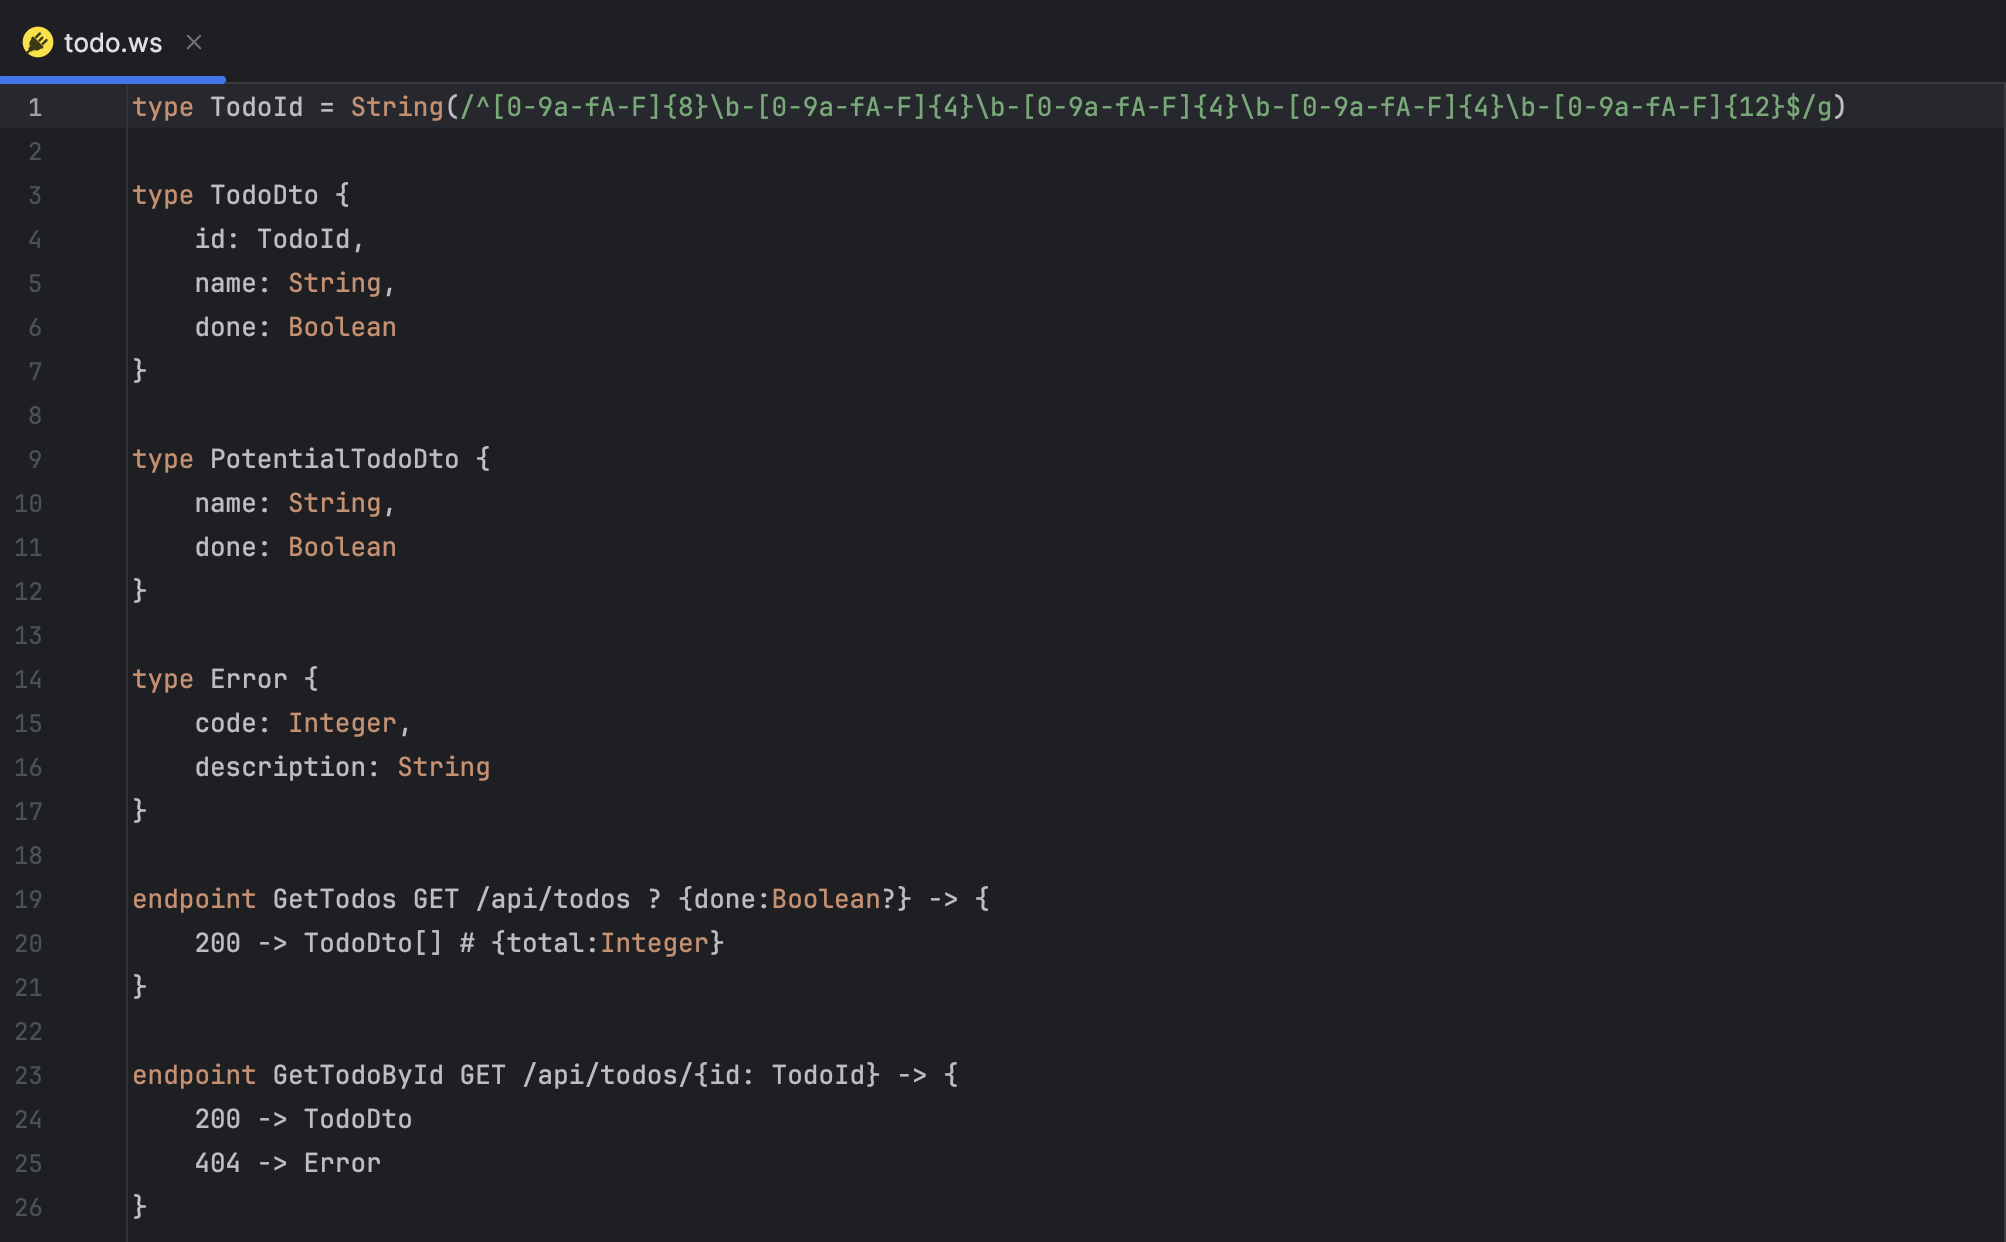 todo.ws
1 type TodoId = String(/^[0-9a-fA-F]{8}\b-[0-9a-fA-F]{4}\b-[0-9a-fA-F]{4}\b-[0-9a-fA-F]{4}\b-[0-9a-fA-F]{12}$/g)
2
3 type TodoDto {
4     id: TodoId,
5     name: String,
6     done: Boolean
7 }
8
9 type PotentialTodoDto {
10     name: String,
11     done: Boolean
12 }
13
14 type Error {
15     code: Integer,
16     description: String
17 }
18
19 endpoint GetTodos GET /api/todos ? {done:Boolean?} -> {
20     200 -> TodoDto[] # {total:Integer}
21 }
22
23 endpoint GetTodoById GET /api/todos/{id: TodoId} -> {
24     200 -> TodoDto
25     404 -> Error
26 }